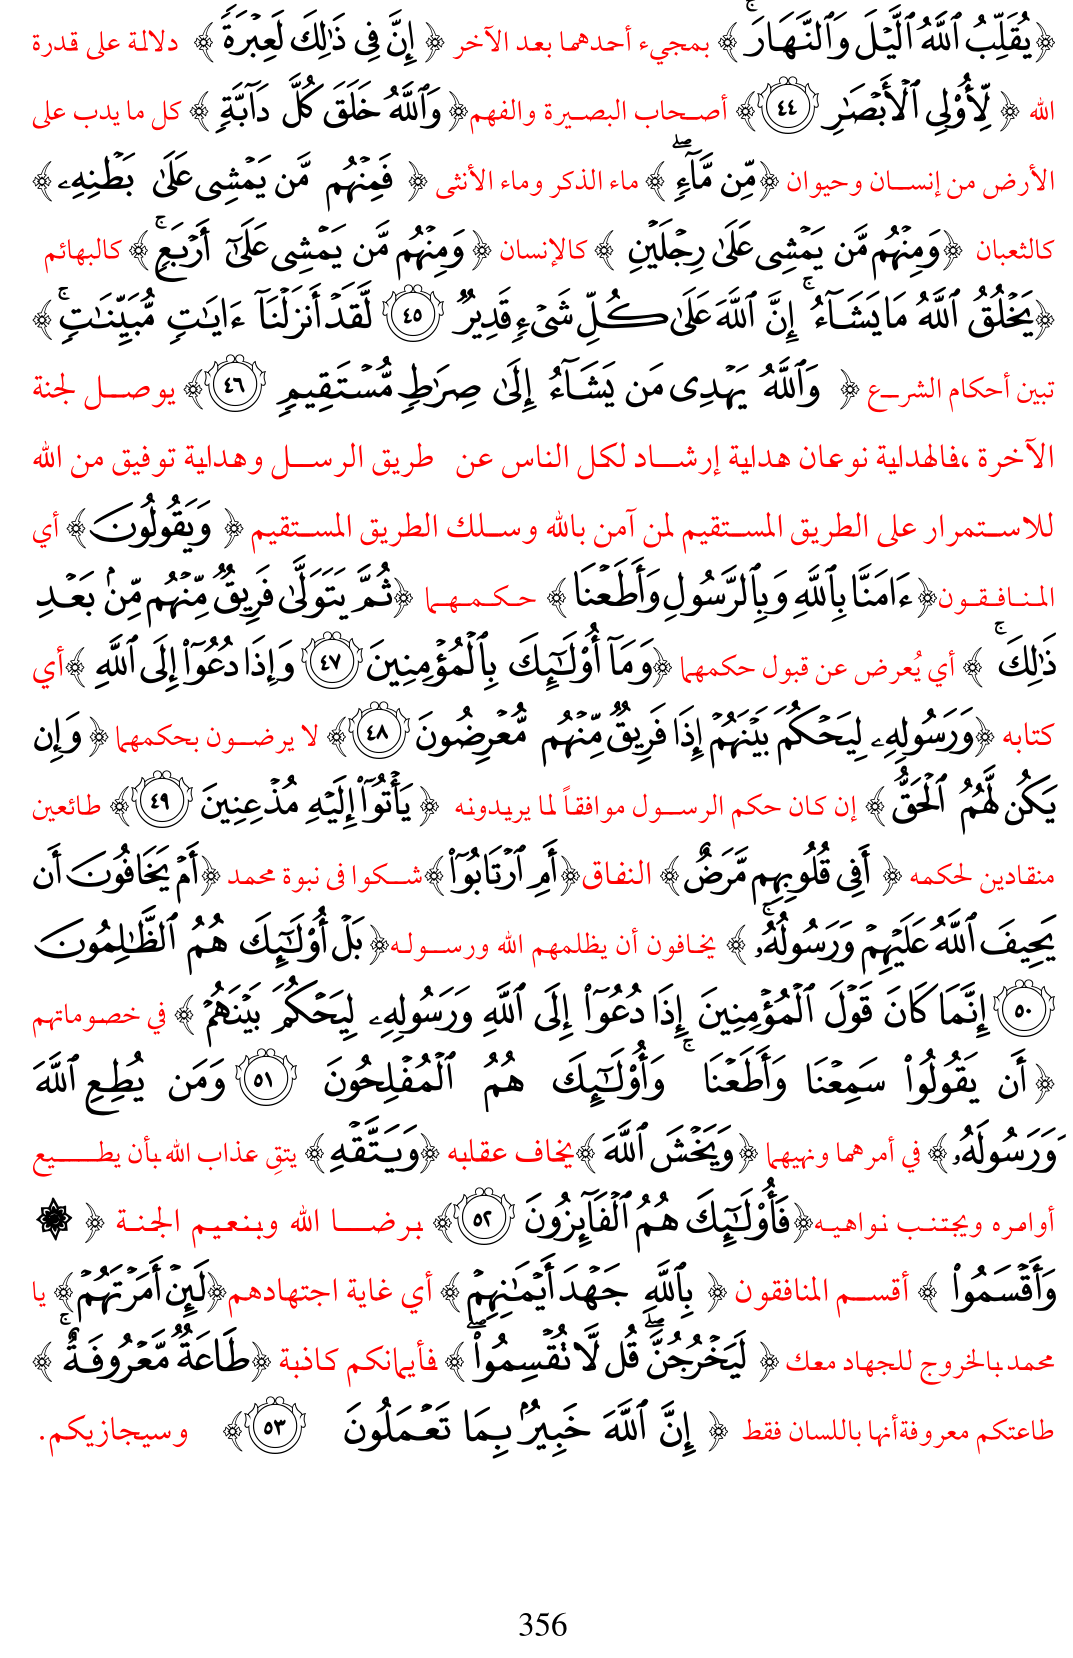 ﴿يُقَلِّبُ ٱللَّهُ ٱلَّيۡلَ وَٱلنَّهَارَۚ﴾ بمجيء أحدهما بعد الآخر ﴿ إِنَّ فِي ذَٰلِكَ لَعِبۡرَةٗ ﴾ دلالة على قدرة
الله ﴿ لِّأُوْلِي ٱلۡأَبۡصَٰرِ ٤٤﴾ أصحاب البصيرة والفهم﴿ وَٱللَّهُ خَلَقَ كُلَّ دَآبَّةٖ ﴾ كل ما يدب على
الأرض من إنسان وحيوان ﴿مِّن مَّآءٖۖ ﴾ ماء الذكر وماء الأنثى ﴿ فَمِنۡهُم مَّن يَمۡشِي عَلَىٰ بَطۡنِهِۦ ﴾
كالثعبان ﴿وَمِنۡهُم مَّن يَمۡشِي عَلَىٰ رِجۡلَيۡنِ ﴾ كالإنسان ﴿ وَمِنۡهُم مَّن يَمۡشِي عَلَىٰٓ أَرۡبَعٖۚ ﴾ كالبهائم
﴿يَخۡلُقُ ٱللَّهُ مَا يَشَآءُۚ إِنَّ ٱللَّهَ عَلَىٰ كُلِّ شَيۡءٖ قَدِيرٞ ٤٥ لَّقَدۡ أَنزَلۡنَآ ءَايَٰتٖ مُّبَيِّنَٰتٖۚ ﴾
تبين أحكام الشرع ﴿ وَٱللَّهُ يَهۡدِي مَن يَشَآءُ إِلَىٰ صِرَٰطٖ مُّسۡتَقِيمٖ ٤٦﴾ يوصل لجنة
الآخرة ،فالهداية نوعان هداية إرشاد لكل الناس عن طريق الرسل وهداية توفيق من الله
للاستمرار على الطريق المستقيم لمن آمن بالله وسلك الطريق المستقيم ﴿ وَيَقُولُونَ﴾ أي
المنافقون﴿ ءَامَنَّا بِٱللَّهِ وَبِٱلرَّسُولِ وَأَطَعۡنَا ﴾ حكمهما ﴿ثُمَّ يَتَوَلَّىٰ فَرِيقٞ مِّنۡهُم مِّنۢ بَعۡدِ
ذَٰلِكَۚ ﴾ أي يُعرض عن قبول حكمهما ﴿وَمَآ أُوْلَٰٓئِكَ بِٱلۡمُؤۡمِنِينَ ٤٧ وَإِذَا دُعُوٓاْ إِلَى ٱللَّهِ ﴾أي
كتابه ﴿وَرَسُولِهِۦ لِيَحۡكُمَ بَيۡنَهُمۡ إِذَا فَرِيقٞ مِّنۡهُم مُّعۡرِضُونَ ٤٨﴾ لا يرضون بحكمهما ﴿ وَإِن
يَكُن لَّهُمُ ٱلۡحَقُّ ﴾ إن كان حكم الرسول موافقاً لما يريدونه ﴿ يَأۡتُوٓاْ إِلَيۡهِ مُذۡعِنِينَ ٤٩﴾ طائعين
منقادين لحكمه ﴿ أَفِي قُلُوبِهِم مَّرَضٌ﴾ النفاق﴿أَمِ ٱرۡتَابُوٓاْ﴾شكوا فى نبوة محمد ﴿أَمۡ يَخَافُونَ أَن
يَحِيفَ ٱللَّهُ عَلَيۡهِمۡ وَرَسُولُهُۥۚ ﴾ يخافون أن يظلمهم الله ورسوله﴿ بَلۡ أُوْلَٰٓئِكَ هُمُ ٱلظَّٰلِمُونَ
٥٠ إِنَّمَا كَانَ قَوۡلَ ٱلۡمُؤۡمِنِينَ إِذَا دُعُوٓاْ إِلَى ٱللَّهِ وَرَسُولِهِۦ لِيَحۡكُمَ بَيۡنَهُمۡ ﴾ في خصوماتهم
﴿ أَن يَقُولُواْ سَمِعۡنَا وَأَطَعۡنَاۚ وَأُوْلَٰٓئِكَ هُمُ ٱلۡمُفۡلِحُونَ ٥١ وَمَن يُطِعِ ٱللَّهَ
وَرَسُولَهُۥ﴾ في أمرهما ونهيهما ﴿وَيَخۡشَ ٱللَّهَ ﴾يخاف عقلبه ﴿وَيَتَّقۡهِ﴾ يتقِ عذاب الله بأن يطيع
أوامره ويجتنب نواهيه﴿فَأُوْلَٰٓئِكَ هُمُ ٱلۡفَآئِزُونَ ٥٢﴾ برضا الله وبنعيم الجنة ﴿ ۞
وَأَقۡسَمُواْ ﴾ أقسم المنافقون ﴿ بِٱللَّهِ جَهۡدَ أَيۡمَٰنِهِمۡ ﴾ أي غاية اجتهادهم﴿لَئِنۡ أَمَرۡتَهُمۡ﴾ يا
محمد بالخروج للجهاد معك ﴿ لَيَخۡرُجُنَّۖ قُل لَّا تُقۡسِمُواْۖ ﴾ فأيمانكم كاذبة ﴿طَاعَةٞ مَّعۡرُوفَةٌۚ ﴾
طاعتكم معروفةأنها باللسان فقط ﴿ إِنَّ ٱللَّهَ خَبِيرُۢ بِمَا تَعۡمَلُونَ ٥٣﴾ وسيجازيكم.
356